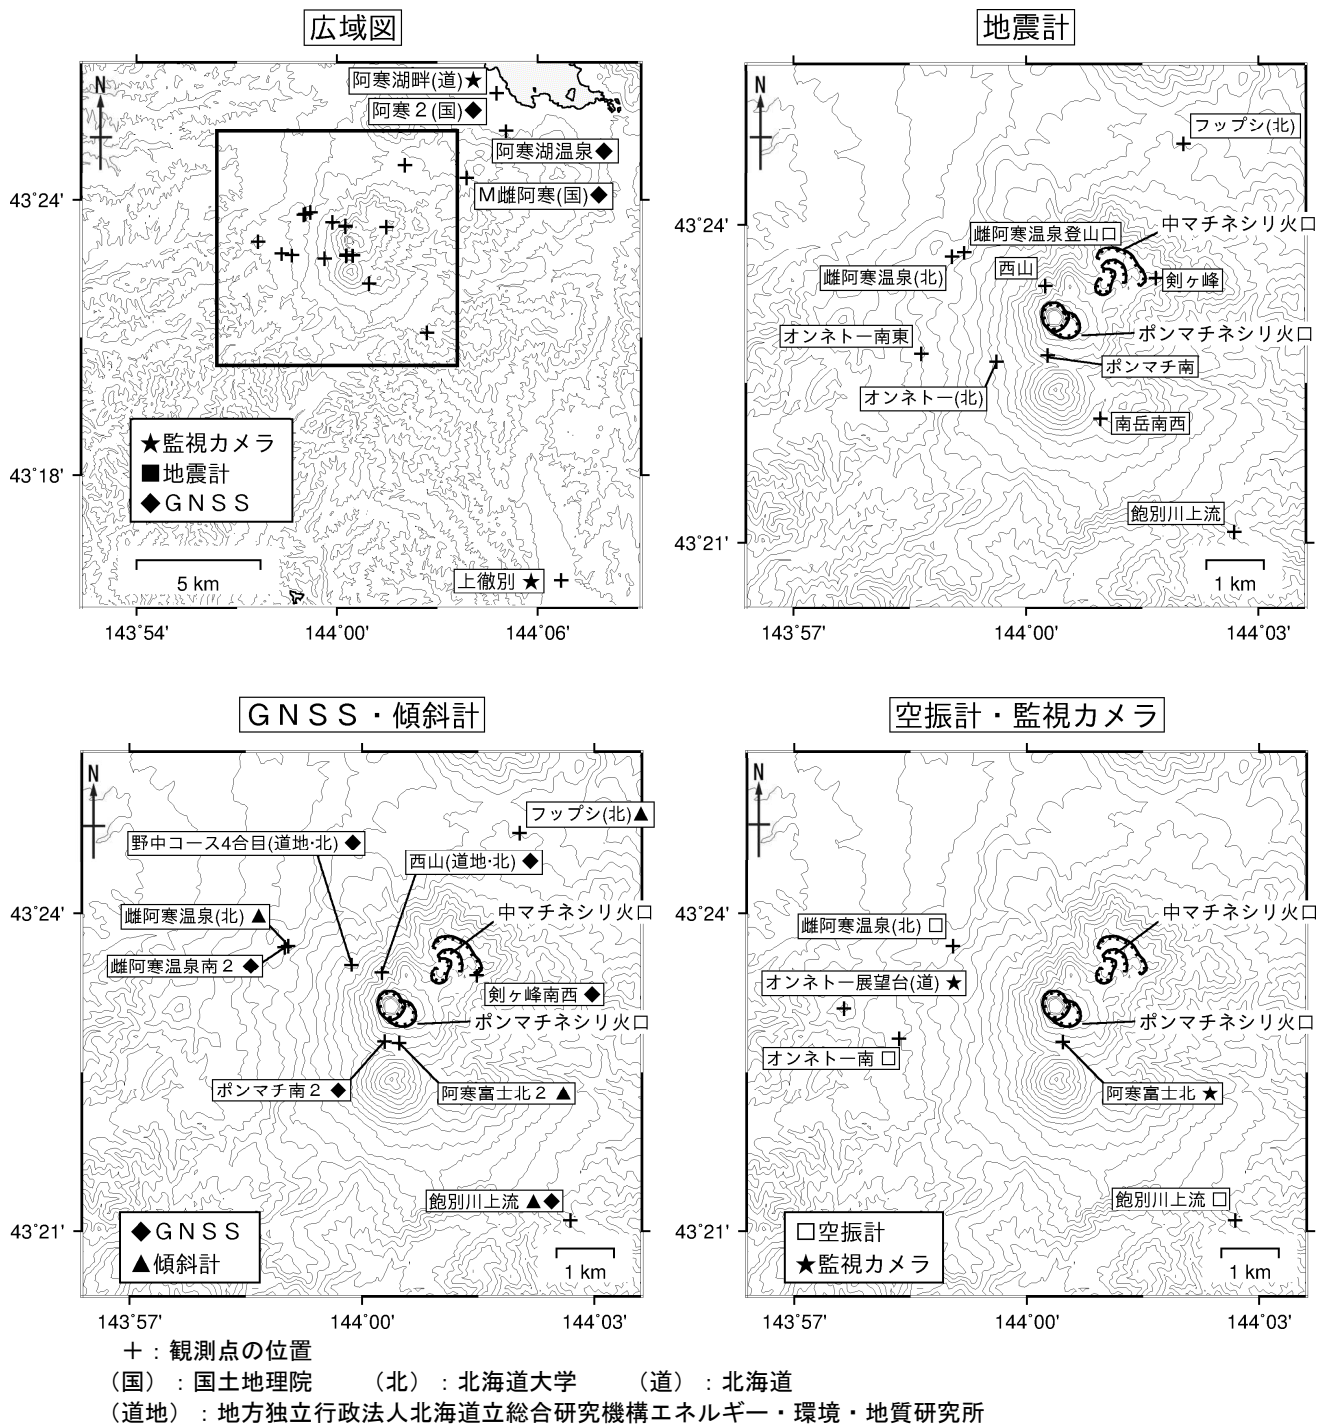 広域図
N
阿寒湖畔(道)★
阿寒２(国)◆
阿寒湖温泉◆
M雌阿寒(国)◆
43°24'
43°18'
★監視カメラ
■地震計
◆ＧＮＳＳ
5 km
上徹別 ★
143°54'
144°00'
144°06'
地震計
N
フップシ(北)
43°24'
雌阿寒温泉登山口
中マチネシリ火口
雌阿寒温泉(北)
西山
剣ヶ峰
オンネトー南東
ポンマチネシリ火口
ポンマチ南
オンネトー(北)
南岳南西
飽別川上流
43°21'
1 km
143°57'
144°00'
144°03'
ＧＮＳＳ・傾斜計
N
フップシ(北)▲
野中コース4合目(道地·北) ◆
西山(道地·北) ◆
43°24'
雌阿寒温泉(北) ▲
中マチネシリ火口
雌阿寒温泉南２ ◆
剣ヶ峰南西 ◆
ポンマチネシリ火口
ポンマチ南２ ◆
阿寒富士北２ ▲
飽別川上流 ▲◆
43°21'
◆ＧＮＳＳ
▲傾斜計
1 km
143°57'
144°00'
144°03'
空振計・監視カメラ
N
43°24'
雌阿寒温泉(北) □
中マチネシリ火口
オンネトー展望台(道) ★
ポンマチネシリ火口
オンネトー南 □
阿寒富士北 ★
飽別川上流 □
43°21'
□空振計
★監視カメラ
1 km
143°57'
144°00'
144°03'
＋：観測点の位置
（国）：国土地理院 （北）：北海道大学 （道）：北海道
（道地）：地方独立行政法人北海道立総合研究機構エネルギー・環境・地質研究所